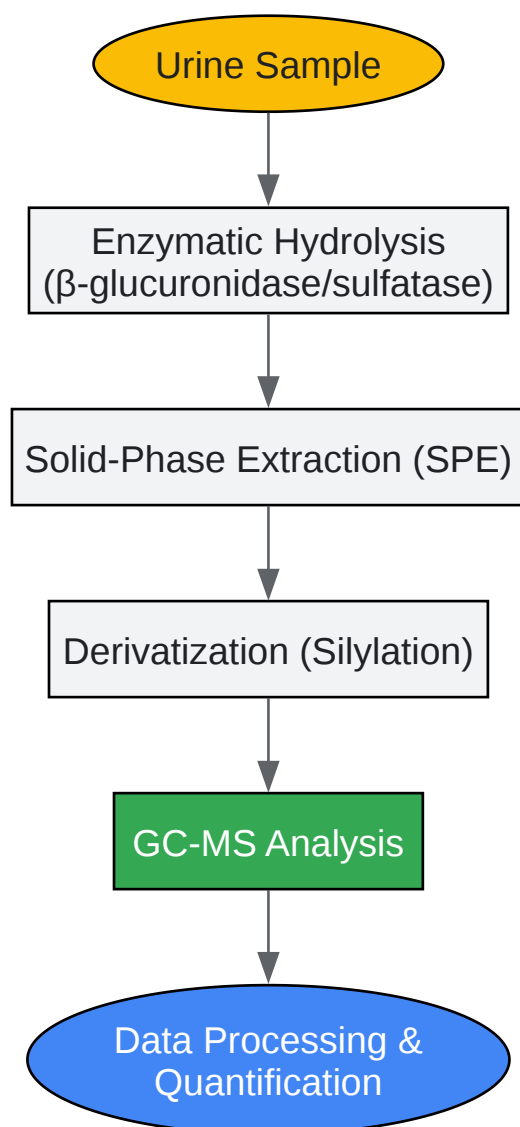 Urine Sample
Enzymatic Hydrolysis
(β-glucuronidase/sulfatase)
Solid-Phase Extraction (SPE)
Derivatization (Silylation)
GC-MS Analysis
Data Processing &
Quantification